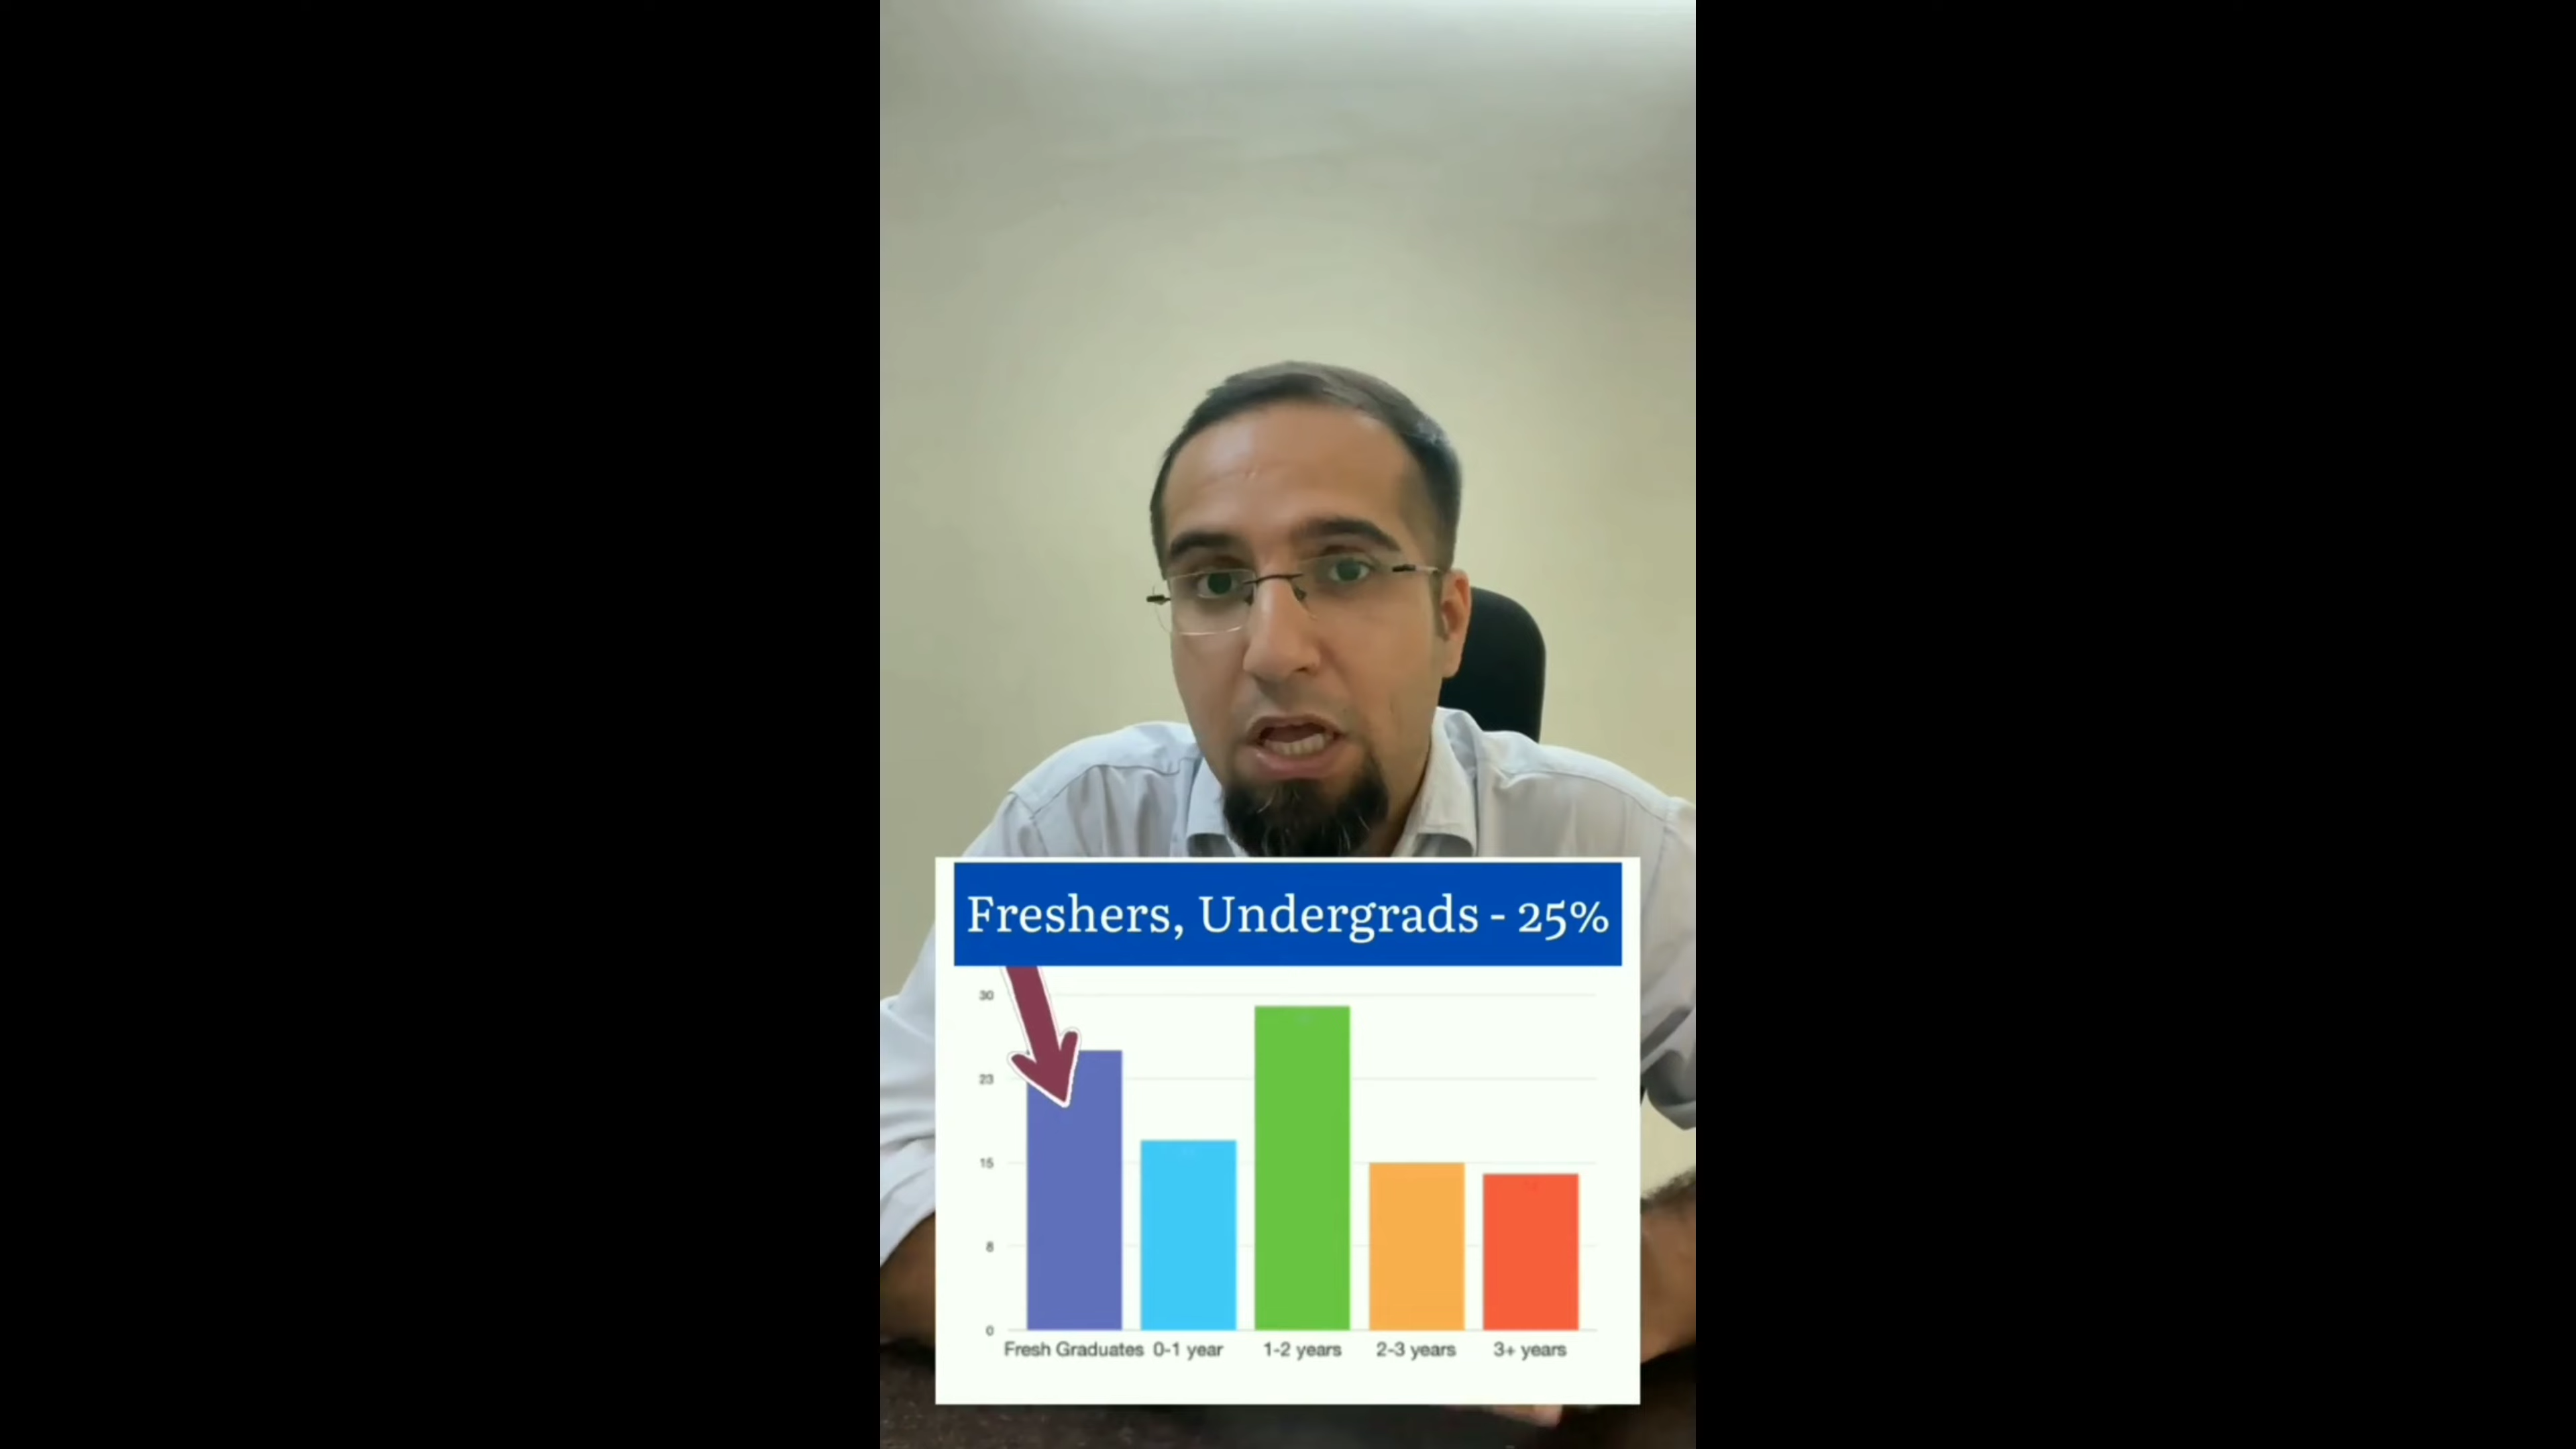 Freshers, Undergrads - 25%
30
23
15
8
0
Fresh Graduates 0-1 year 1-2 years 2-3 years 3+ years